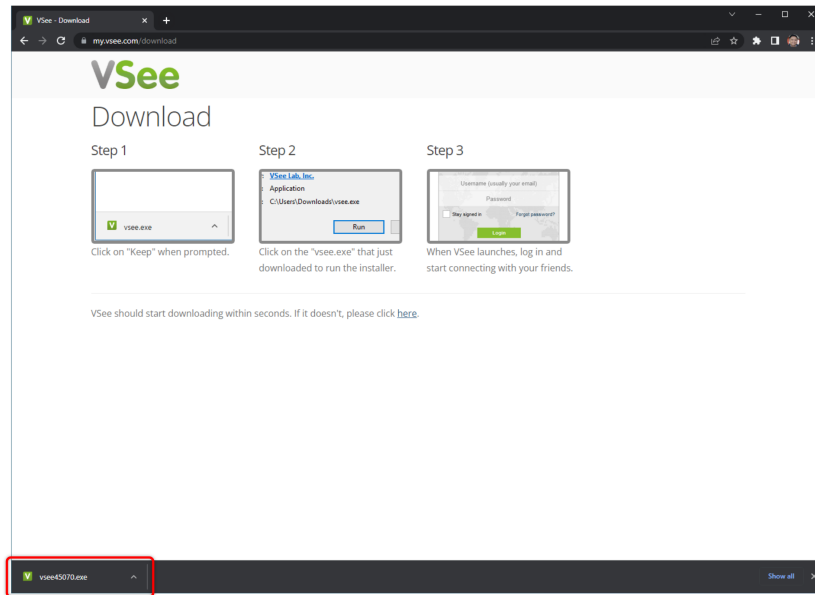 VSee - Download
my.vsee.com/download
VSee
Download
Step 1
Step 2
Step 3
vsee.exe
VSee Lab, Inc.
Application
C:\Users\Downloads\vsee.exe
Run
Username (usually your email)
Password
Stay signed in
Forgot password?
Login
Click on "Keep" when prompted.
Click on the "vsee.exe" that just
downloaded to run the installer.
When VSee launches, log in and
start connecting with your friends.
VSee should start downloading within seconds. If it doesn't, please click here.
vsee45070.exe
Show all